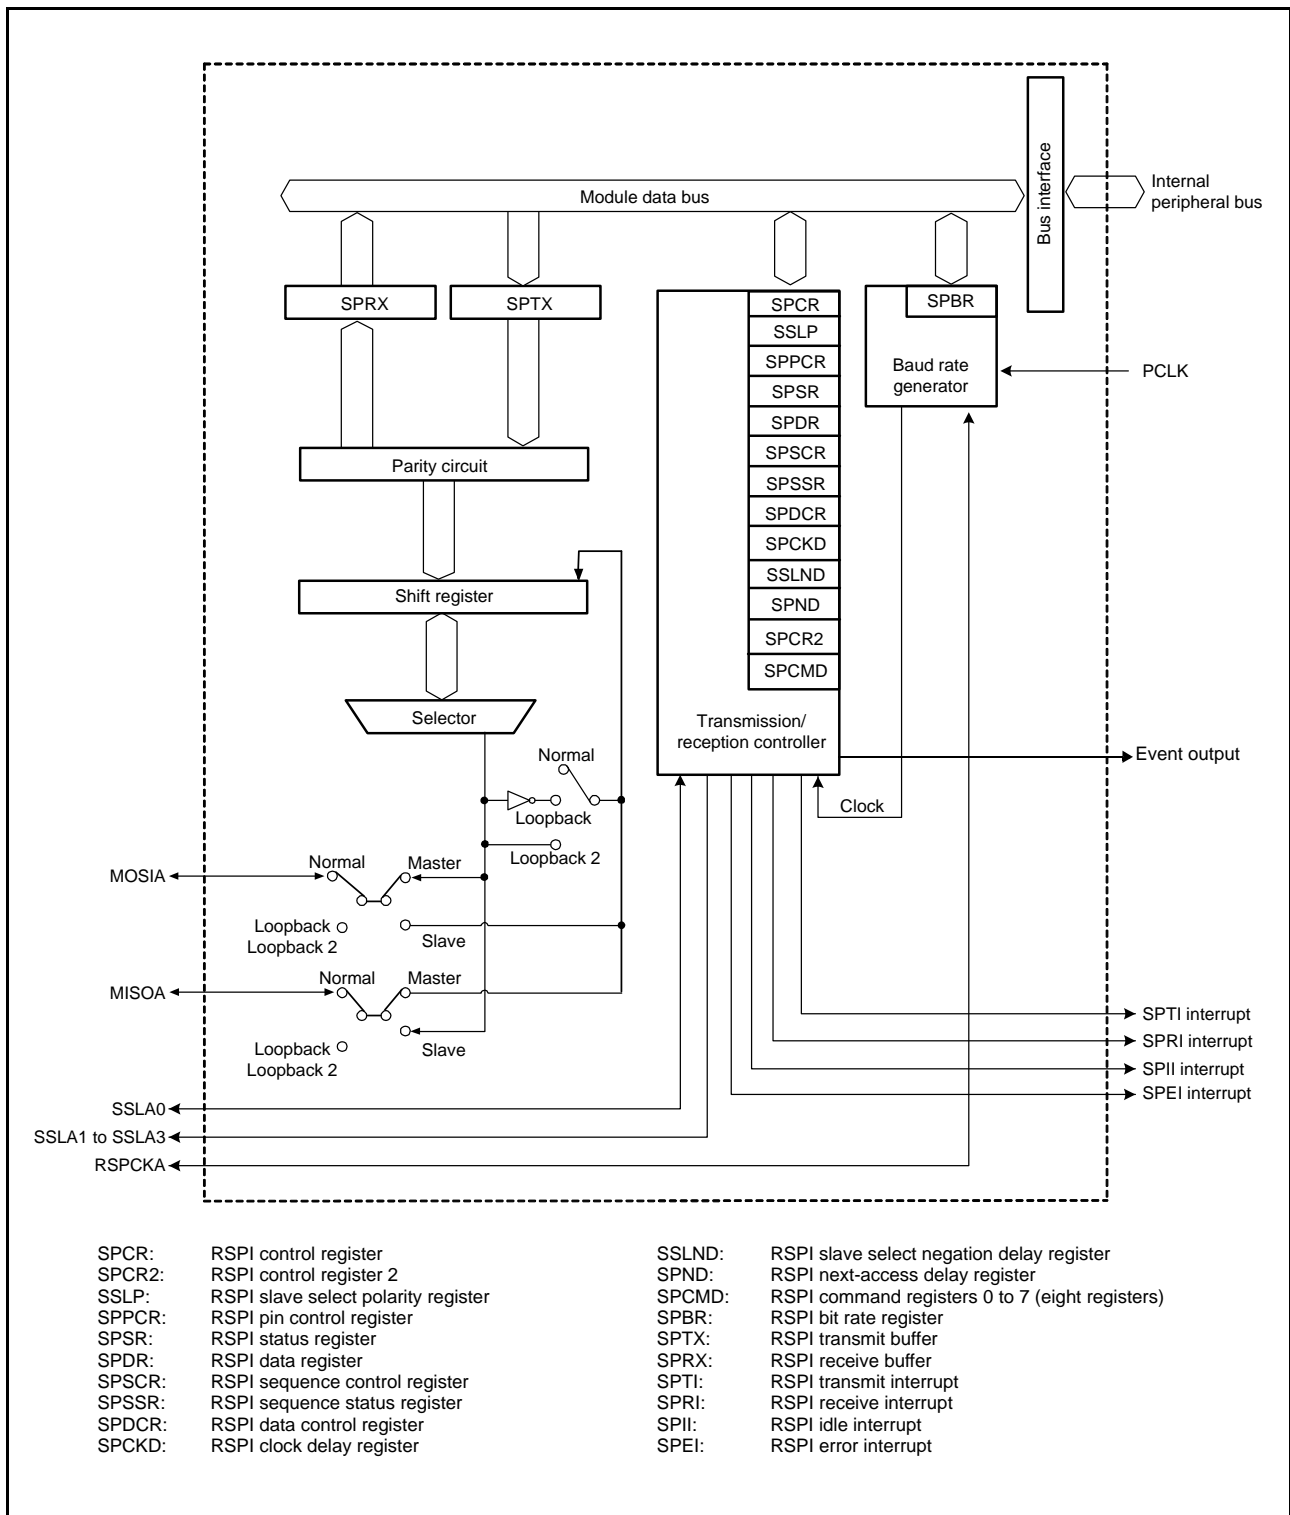 Bus interface
Internal
peripheral bus
Module data bus
SPRX
SPTX
SPCR
SSLP
SPPCR
SPSR
SPDR
SPSCR
SPSSR
SPDCR
SPCKD
SSLND
SPND
SPCR2
SPCMD
Transmission/
reception controller
SPBR
Baud rate
generator
PCLK
Parity circuit
Shift register
Selector
Normal
Loopback
Loopback 2
Clock
Event output
MOSIA
Normal
Master
Loopback
Loopback 2
Slave
MISOA
Normal
Master
Loopback
Loopback 2
Slave
SPTI interrupt
SPRI interrupt
SPII interrupt
SPEI interrupt
SSLA0
SSLA1 to SSLA3
RSPCKA
SPCR: RSPI control register
SPCR2: RSPI control register 2
SSLP: RSPI slave select polarity register
SPPCR: RSPI pin control register
SPSR: RSPI status register
SPDR: RSPI data register
SPSCR: RSPI sequence control register
SPSSR: RSPI sequence status register
SPDCR: RSPI data control register
SPCKD: RSPI clock delay register
SSLND: RSPI slave select negation delay register
SPND: RSPI next-access delay register
SPCMD: RSPI command registers 0 to 7 (eight registers)
SPBR: RSPI bit rate register
SPTX: RSPI transmit buffer
SPRX: RSPI receive buffer
SPTI: RSPI transmit interrupt
SPRI: RSPI receive interrupt
SPII: RSPI idle interrupt
SPEI: RSPI error interrupt